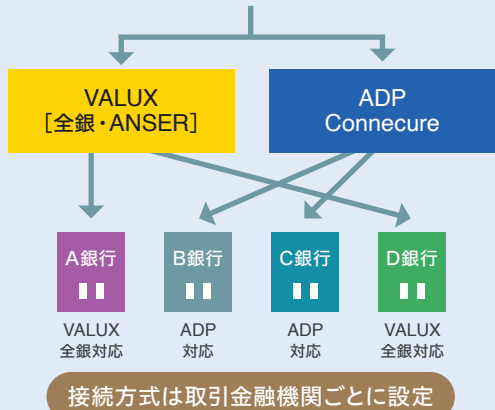 VALUX
［全銀・ANSER］
ADP
Connecure
A銀行
B銀行
C銀行
D銀行
VALUX
全銀対応
ADP
対応
ADP
対応
VALUX
全銀対応
接続方式は取引金融機関ごとに設定